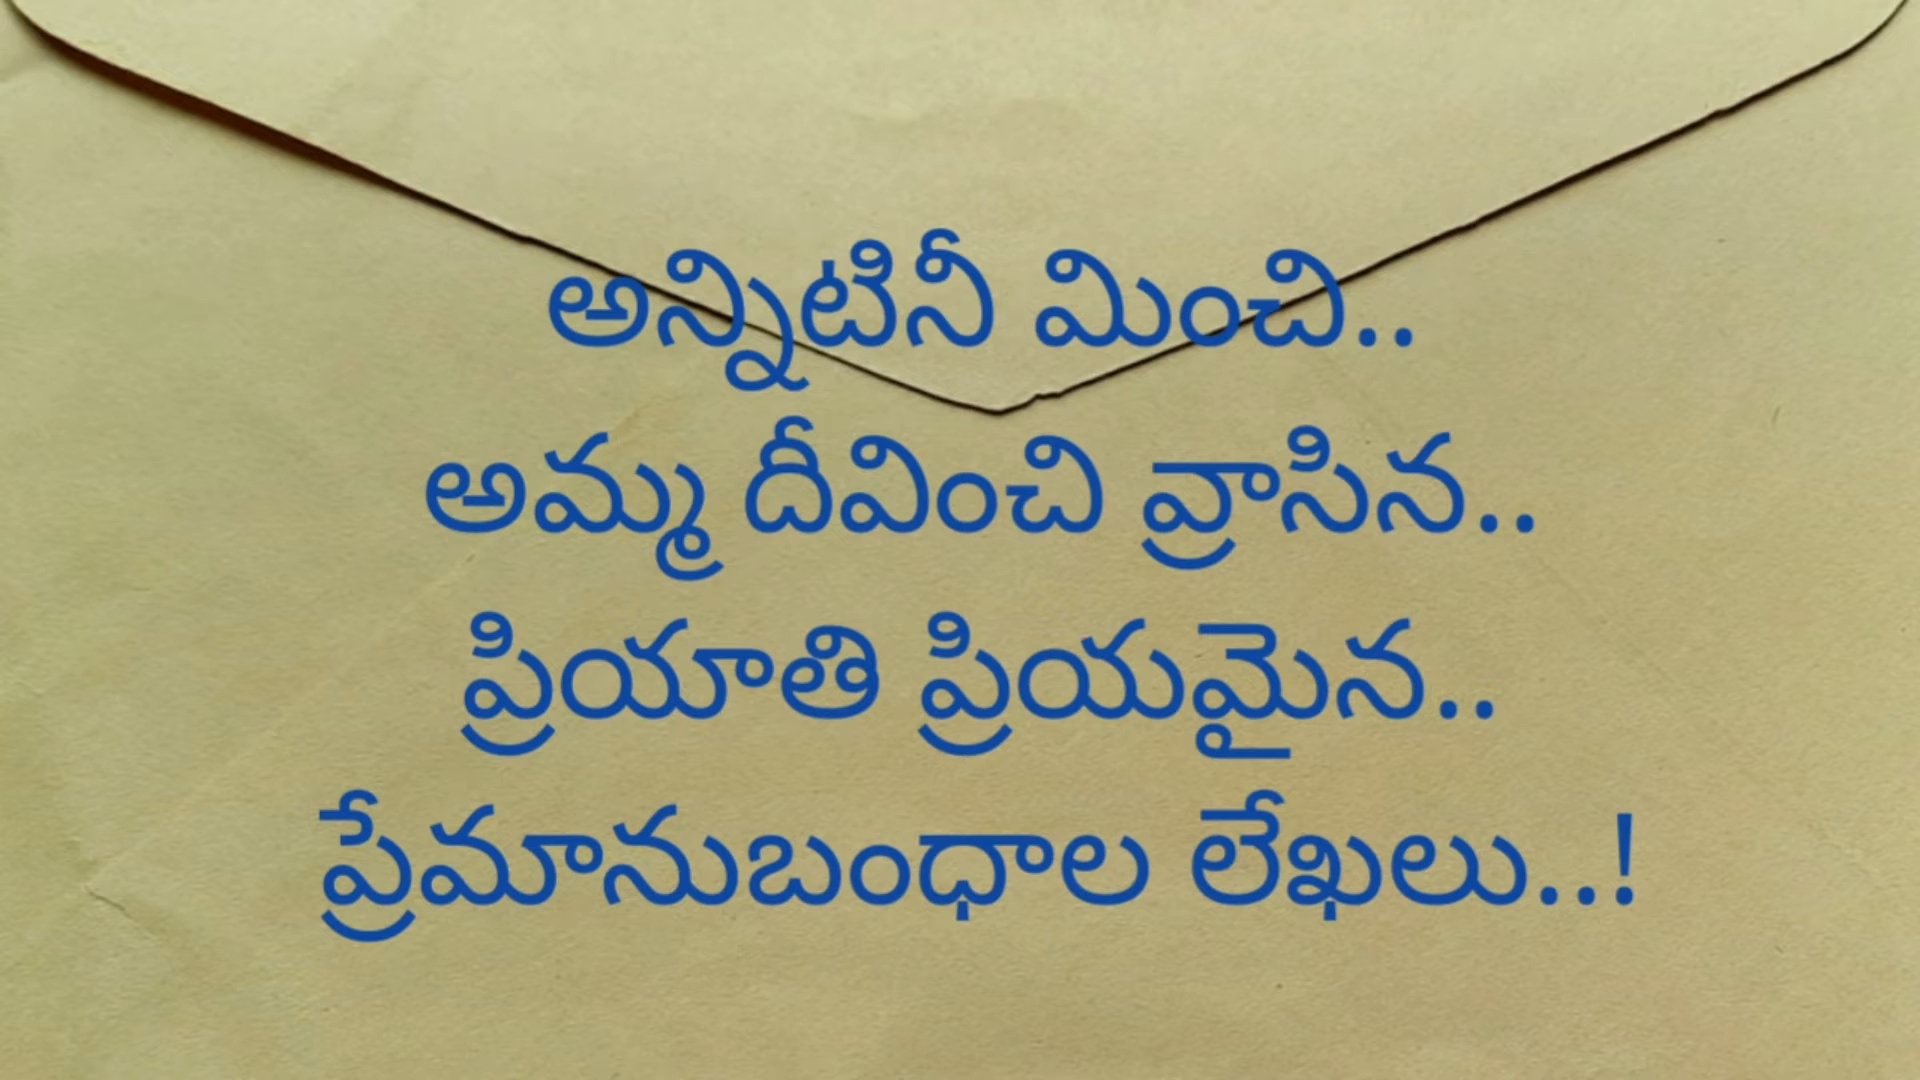 అన్నిటినీ మించి..
అమ్మ దీవించి వ్రాసిన..
ప్రియాతి ప్రియమైన..
ప్రేమానుబంధాల లేఖలు..!